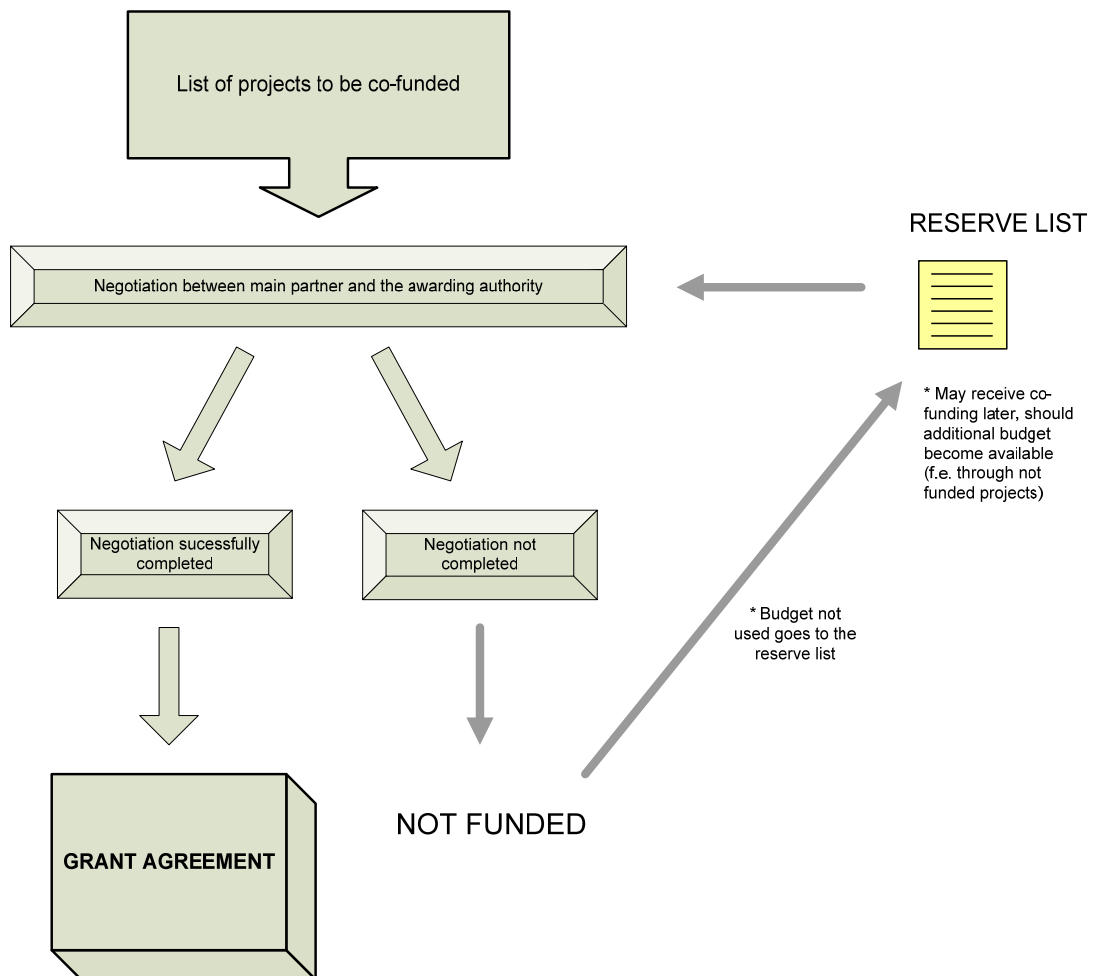 List of projects to be co-funded
RESERVE LIST
Negotiation between main partner and the awarding authority
* May receive co-
funding later, should
additional budget
become available
(f.e. through not
funded projects)
Negotiation sucessfully
completed
Negotiation not
completed
* Budget not
used goes to the
reserve list
NOT FUNDED
GRANT AGREEMENT